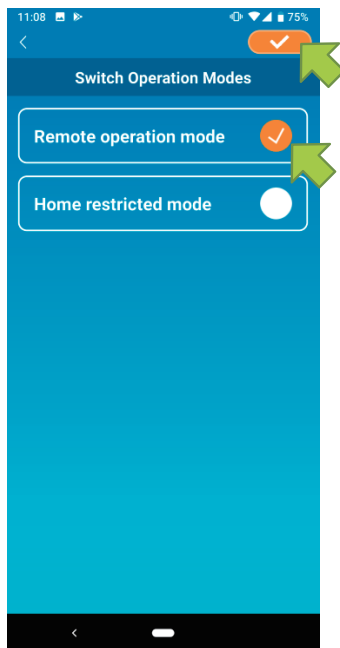 11:08 75%
Switch Operation Modes
Remote operation mode
Home restricted mode